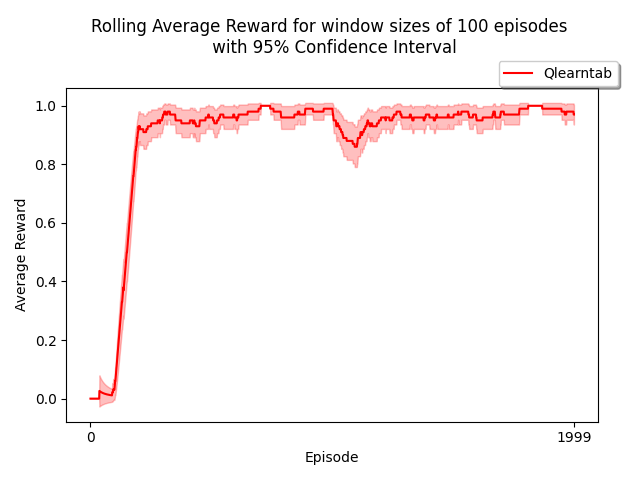 Rolling Average Reward for window sizes of 100 episodes
with 95% Confidence Interval
Qlearntab
1.0
0.8
0.6
0.4
0.2
0.0
Average Reward
0
1999
Episode